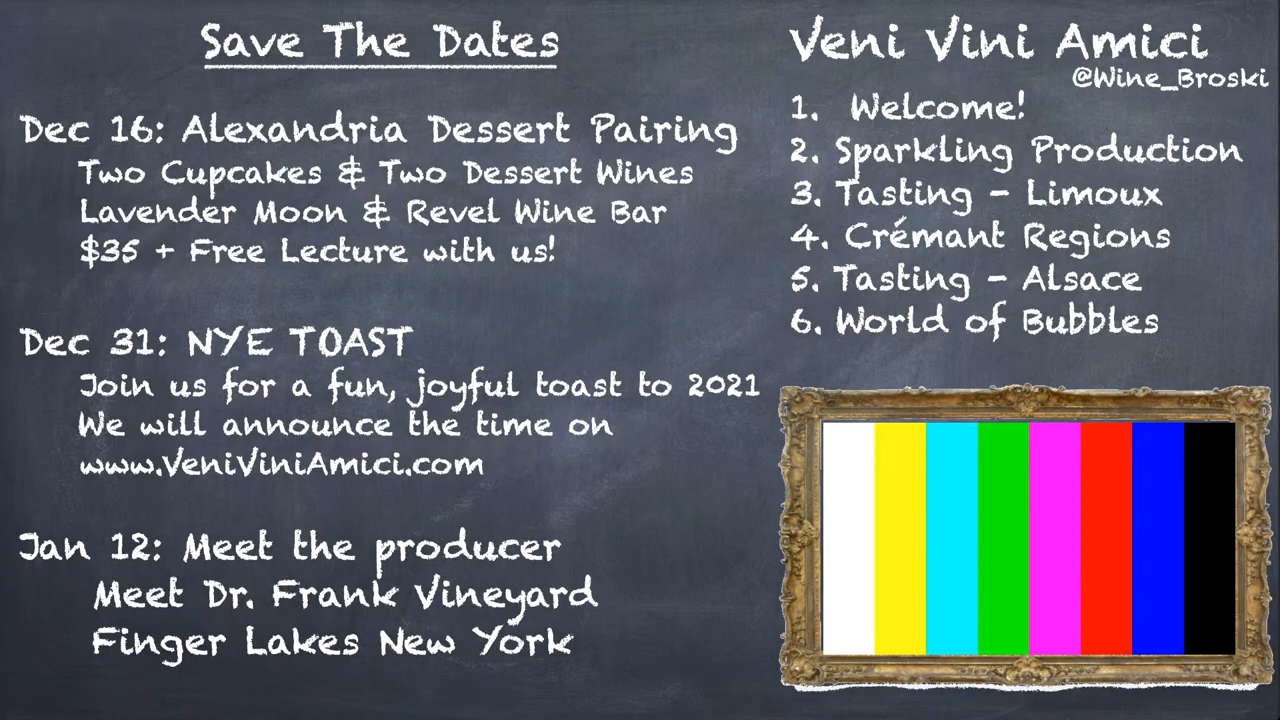 Save The Dates
Dec 16: Alexandria Dessert Pairing
Two Cupcakes & Two Dessert Wines
Lavender Moon & Revel Wine Bar
$35 + Free Lecture with us!
Dec 31: NYE TOAST
Join us for a fun, joyful toast to 2021
We will announce the time on
www.VeniViniAmici.com
Jan 12: Meet the producer
Meet Dr. Frank Vineyard
Finger Lakes New York
Veni Vini Amici
@Wine_Broski
1. Welcome!
2. Sparkling Production
3. Tasting - Limoux
4. Crémant Regions
5. Tasting - Alsace
6. World of Bubbles